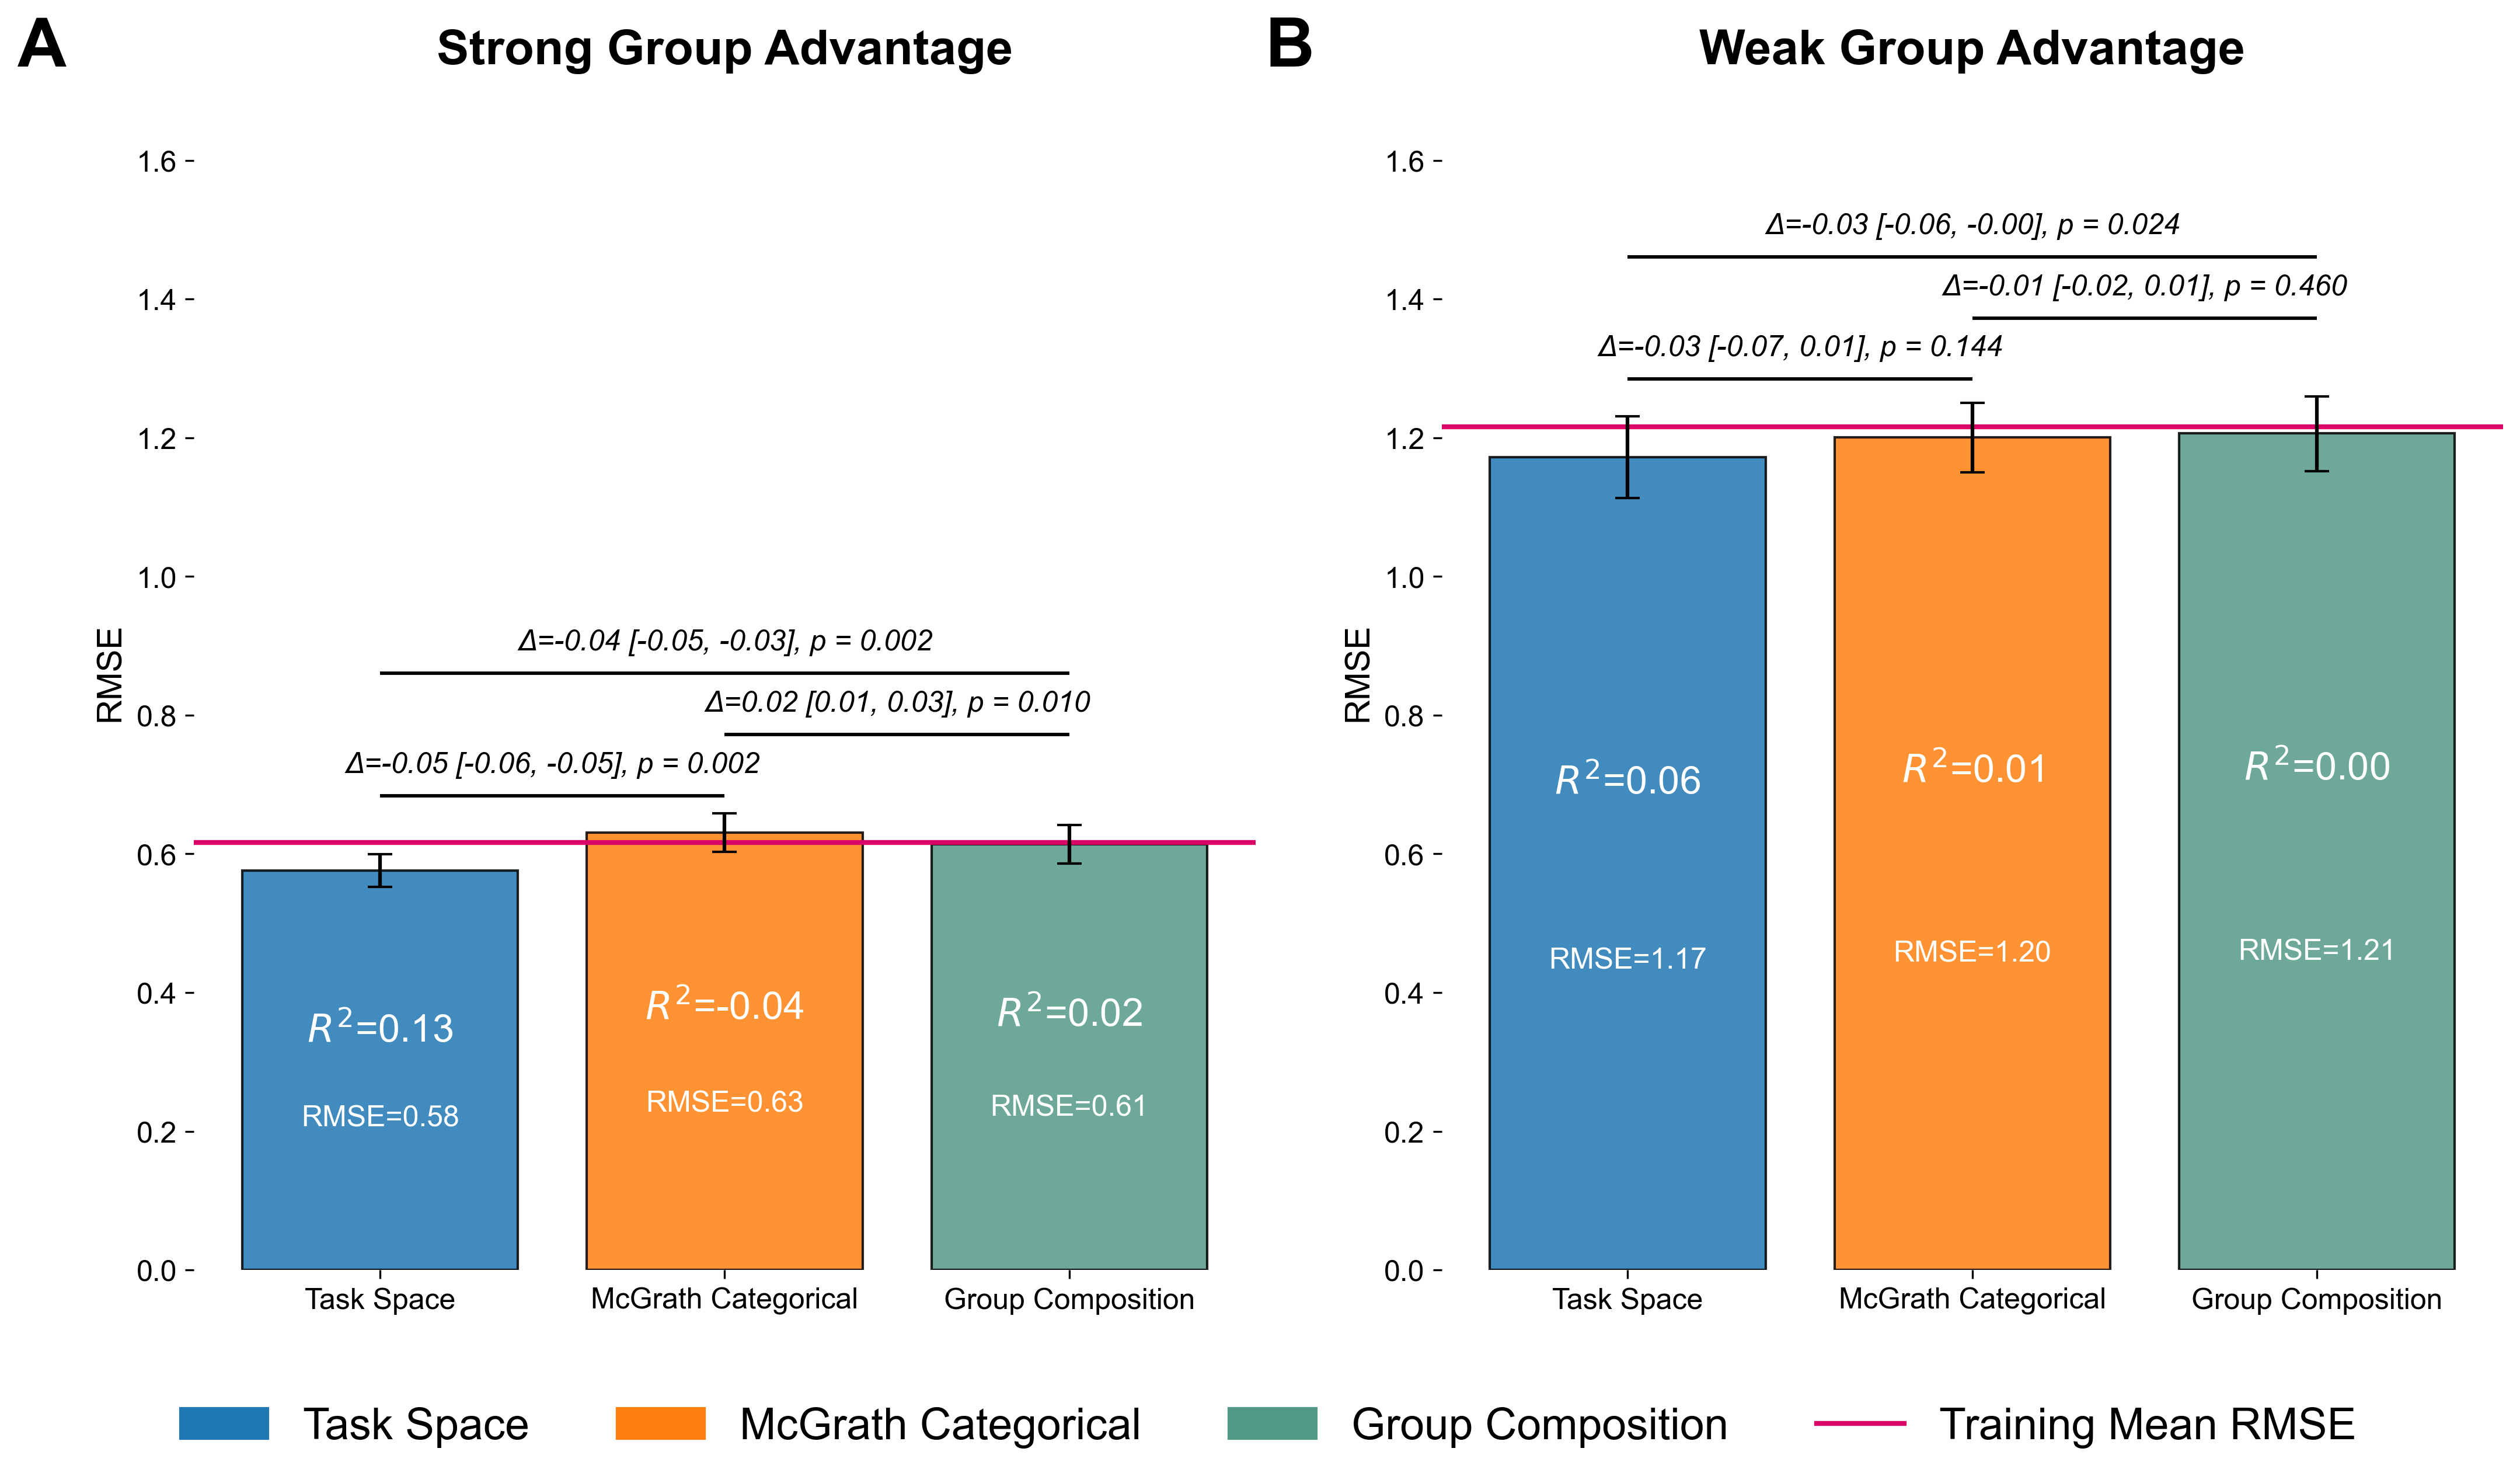 A
Strong Group Advantage
1.6
1.4
1.2
1.0
0.8
0.6
0.4
0.2
0.0
RMSE
Δ=-0.04 [-0.05, -0.03], p = 0.002
Δ=0.02 [0.01, 0.03], p = 0.010
Δ=-0.05 [-0.06, -0.05], p = 0.002
R²=0.13
RMSE=0.58
R²=-0.04
RMSE=0.63
R²=0.02
RMSE=0.61
Task Space
McGrath Categorical
Group Composition
B
Weak Group Advantage
1.6
1.4
1.2
1.0
0.8
0.6
0.4
0.2
0.0
RMSE
Δ=-0.03 [-0.06, -0.00], p = 0.024
Δ=-0.01 [-0.02, 0.01], p = 0.460
Δ=-0.03 [-0.07, 0.01], p = 0.144
R²=0.06
RMSE=1.17
R²=0.01
RMSE=1.20
R²=0.00
RMSE=1.21
Task Space
McGrath Categorical
Group Composition
Task Space
McGrath Categorical
Group Composition
Training Mean RMSE